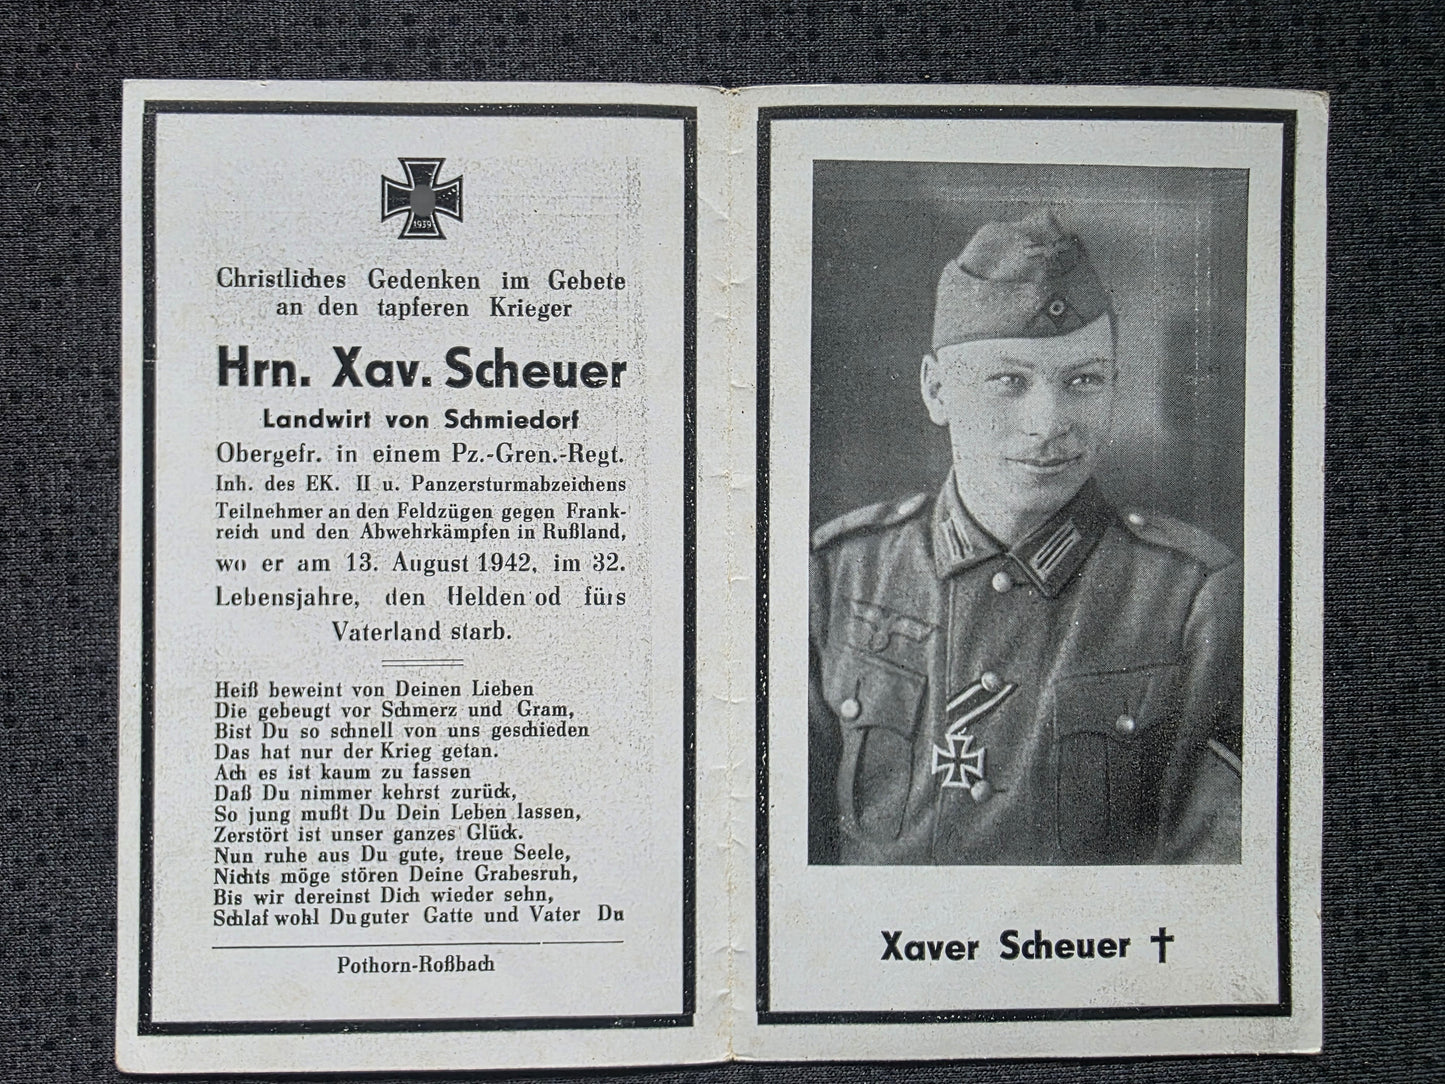 1939
Christliches Gedenken im Gebete
an den tapferen Krieger
Hrn. Xav. Scheuer
Landwirt von Schmiedorf
Obergefr. in einem Pz.-Gren.-Regt.
Inh. des EK. II u. Panzersturmabzeichens
Teilnehmer an den Feldzügen gegen Frank-
reich und den Abwehrkämpfen in Rußland,
wo er am 13. August 1942, im 32.
Lebensjahre, den Helden od fürs
Vaterland starb.
Heiß beweint von Deinen Lieben
Die gebeugt vor Schmerz und Gram,
Bist Du so schnell von uns geschieden
Das hat nur der Krieg getan.
Ach es ist kaum zu fassen
Daß Du nimmer kehrst zurück,
So jung mußt Du Dein Leben lassen,
Zerstört ist unser ganzes Glück.
Nun ruhe aus Du gute, treue Seele,
Nichts möge stören Deine Grabesruh,
Bis wir dereinst Dich wieder sehn,
Schlaf wohl Du guter Gatte und Vater Du
Pothorn-Roßbach
Xaver Scheuer †